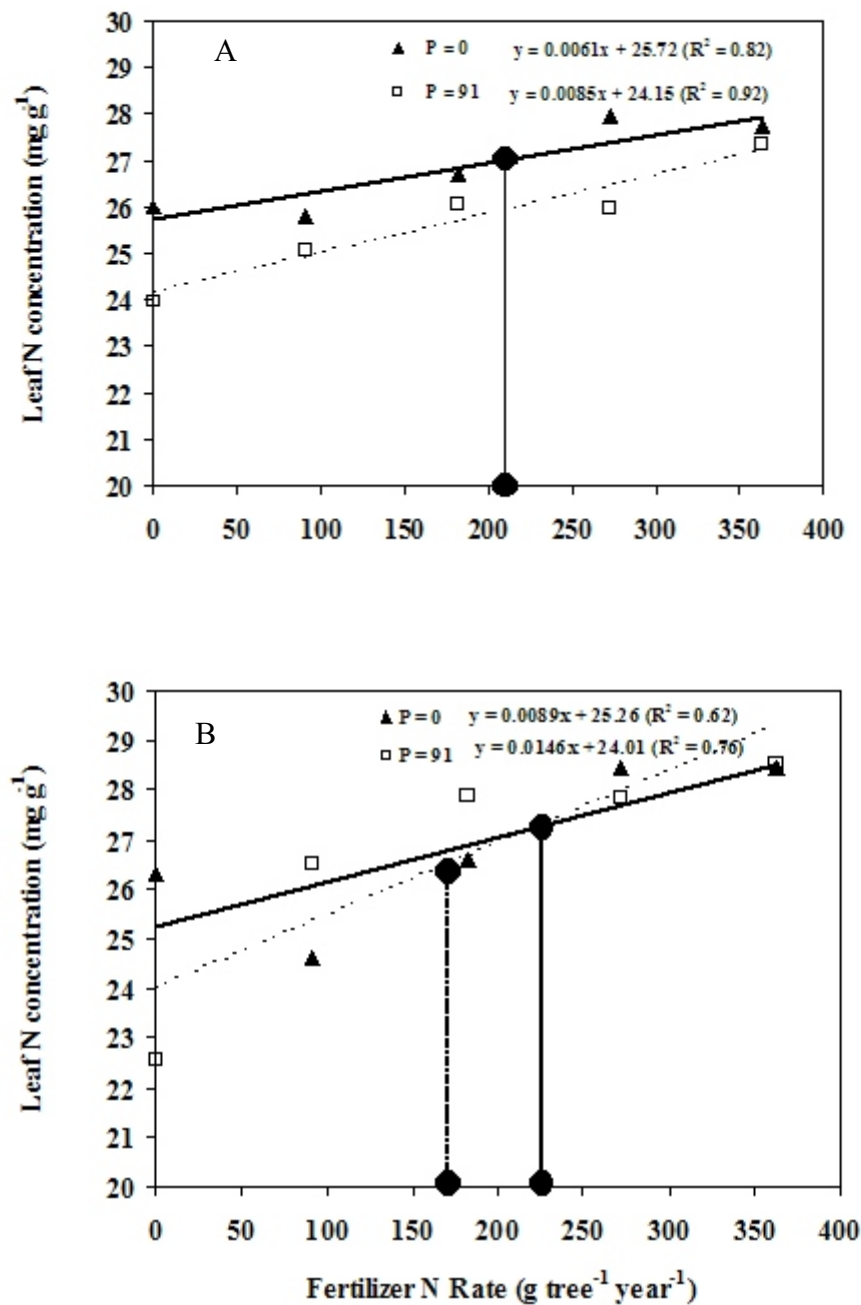 30
A
▲ P = 0 y = 0.0061x + 25.72 (R² = 0.82)
29
□ P = 91 y = 0.0085x + 24.15 (R² = 0.92)
28
27
26
25
24
23
22
21
20
Leaf N concentration (mg g⁻¹)
0 50 100 150 200 250 300 350 400
30
▲ P = 0 y = 0.0089x + 25.26 (R² = 0.62)
B
□ P = 91 y = 0.0146x + 24.01 (R² = 0.76)
29
28
27
26
25
24
23
22
21
20
Leaf N concentration (mg g⁻¹)
0 50 100 150 200 250 300 350 400
Fertilizer N Rate (g tree⁻¹ year⁻¹)